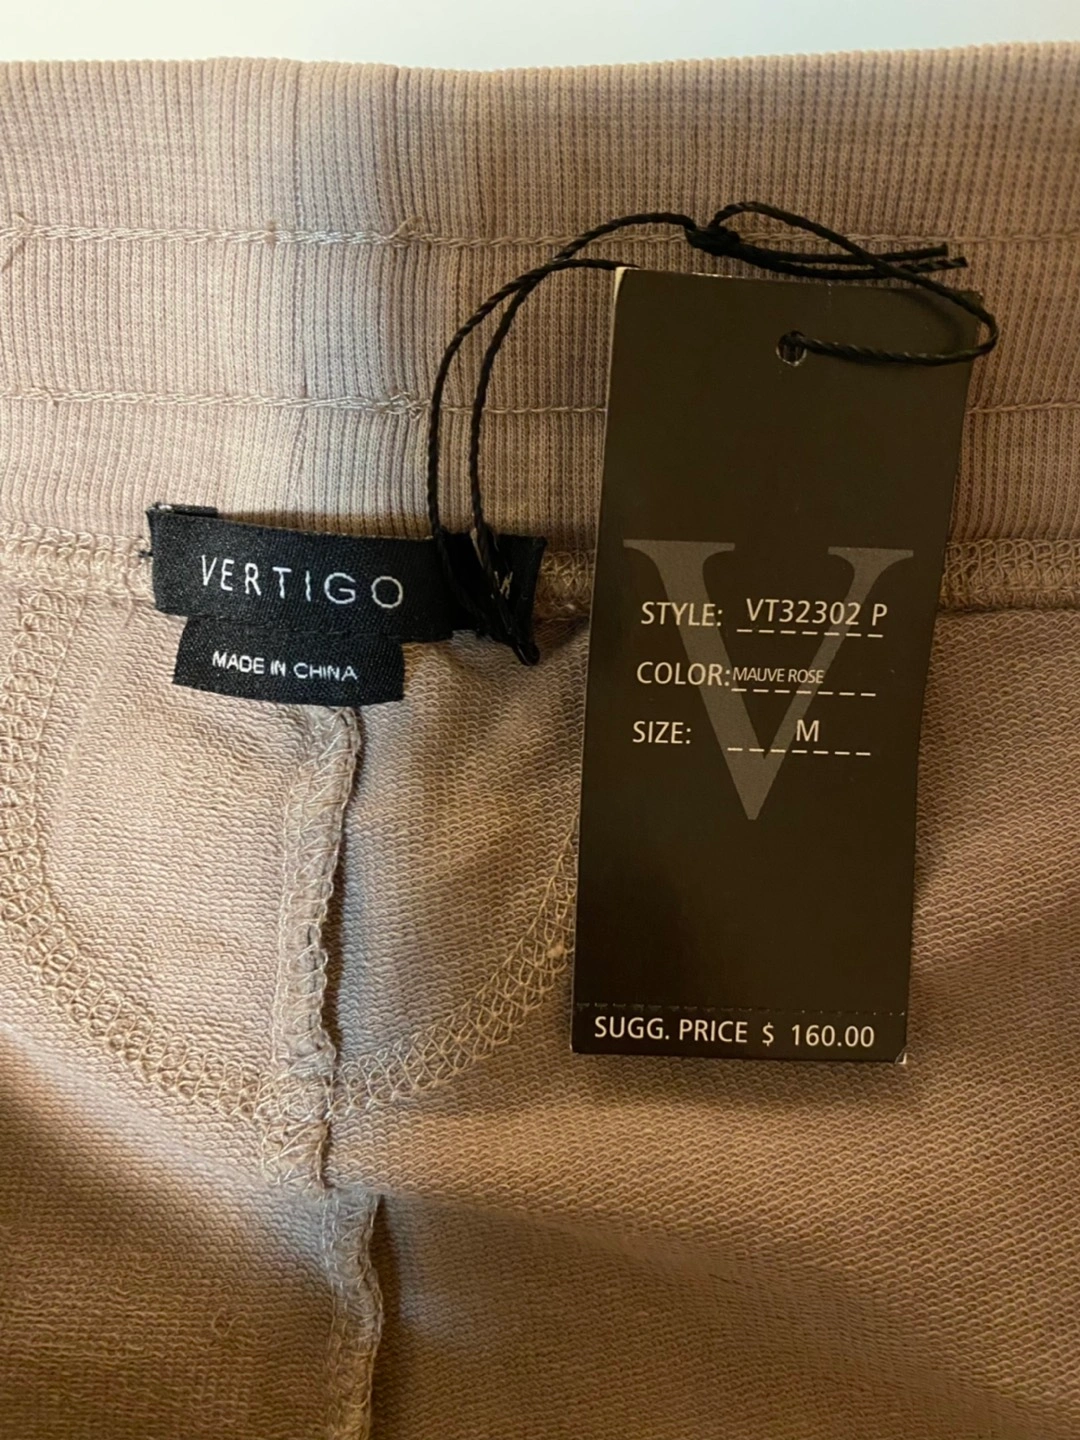 VERTIGO
MADE IN CHINA
V
STYLE: VT32302 P
COLOR: MAUVE ROSE
SIZE: M
SUGG. PRICE $ 160.00